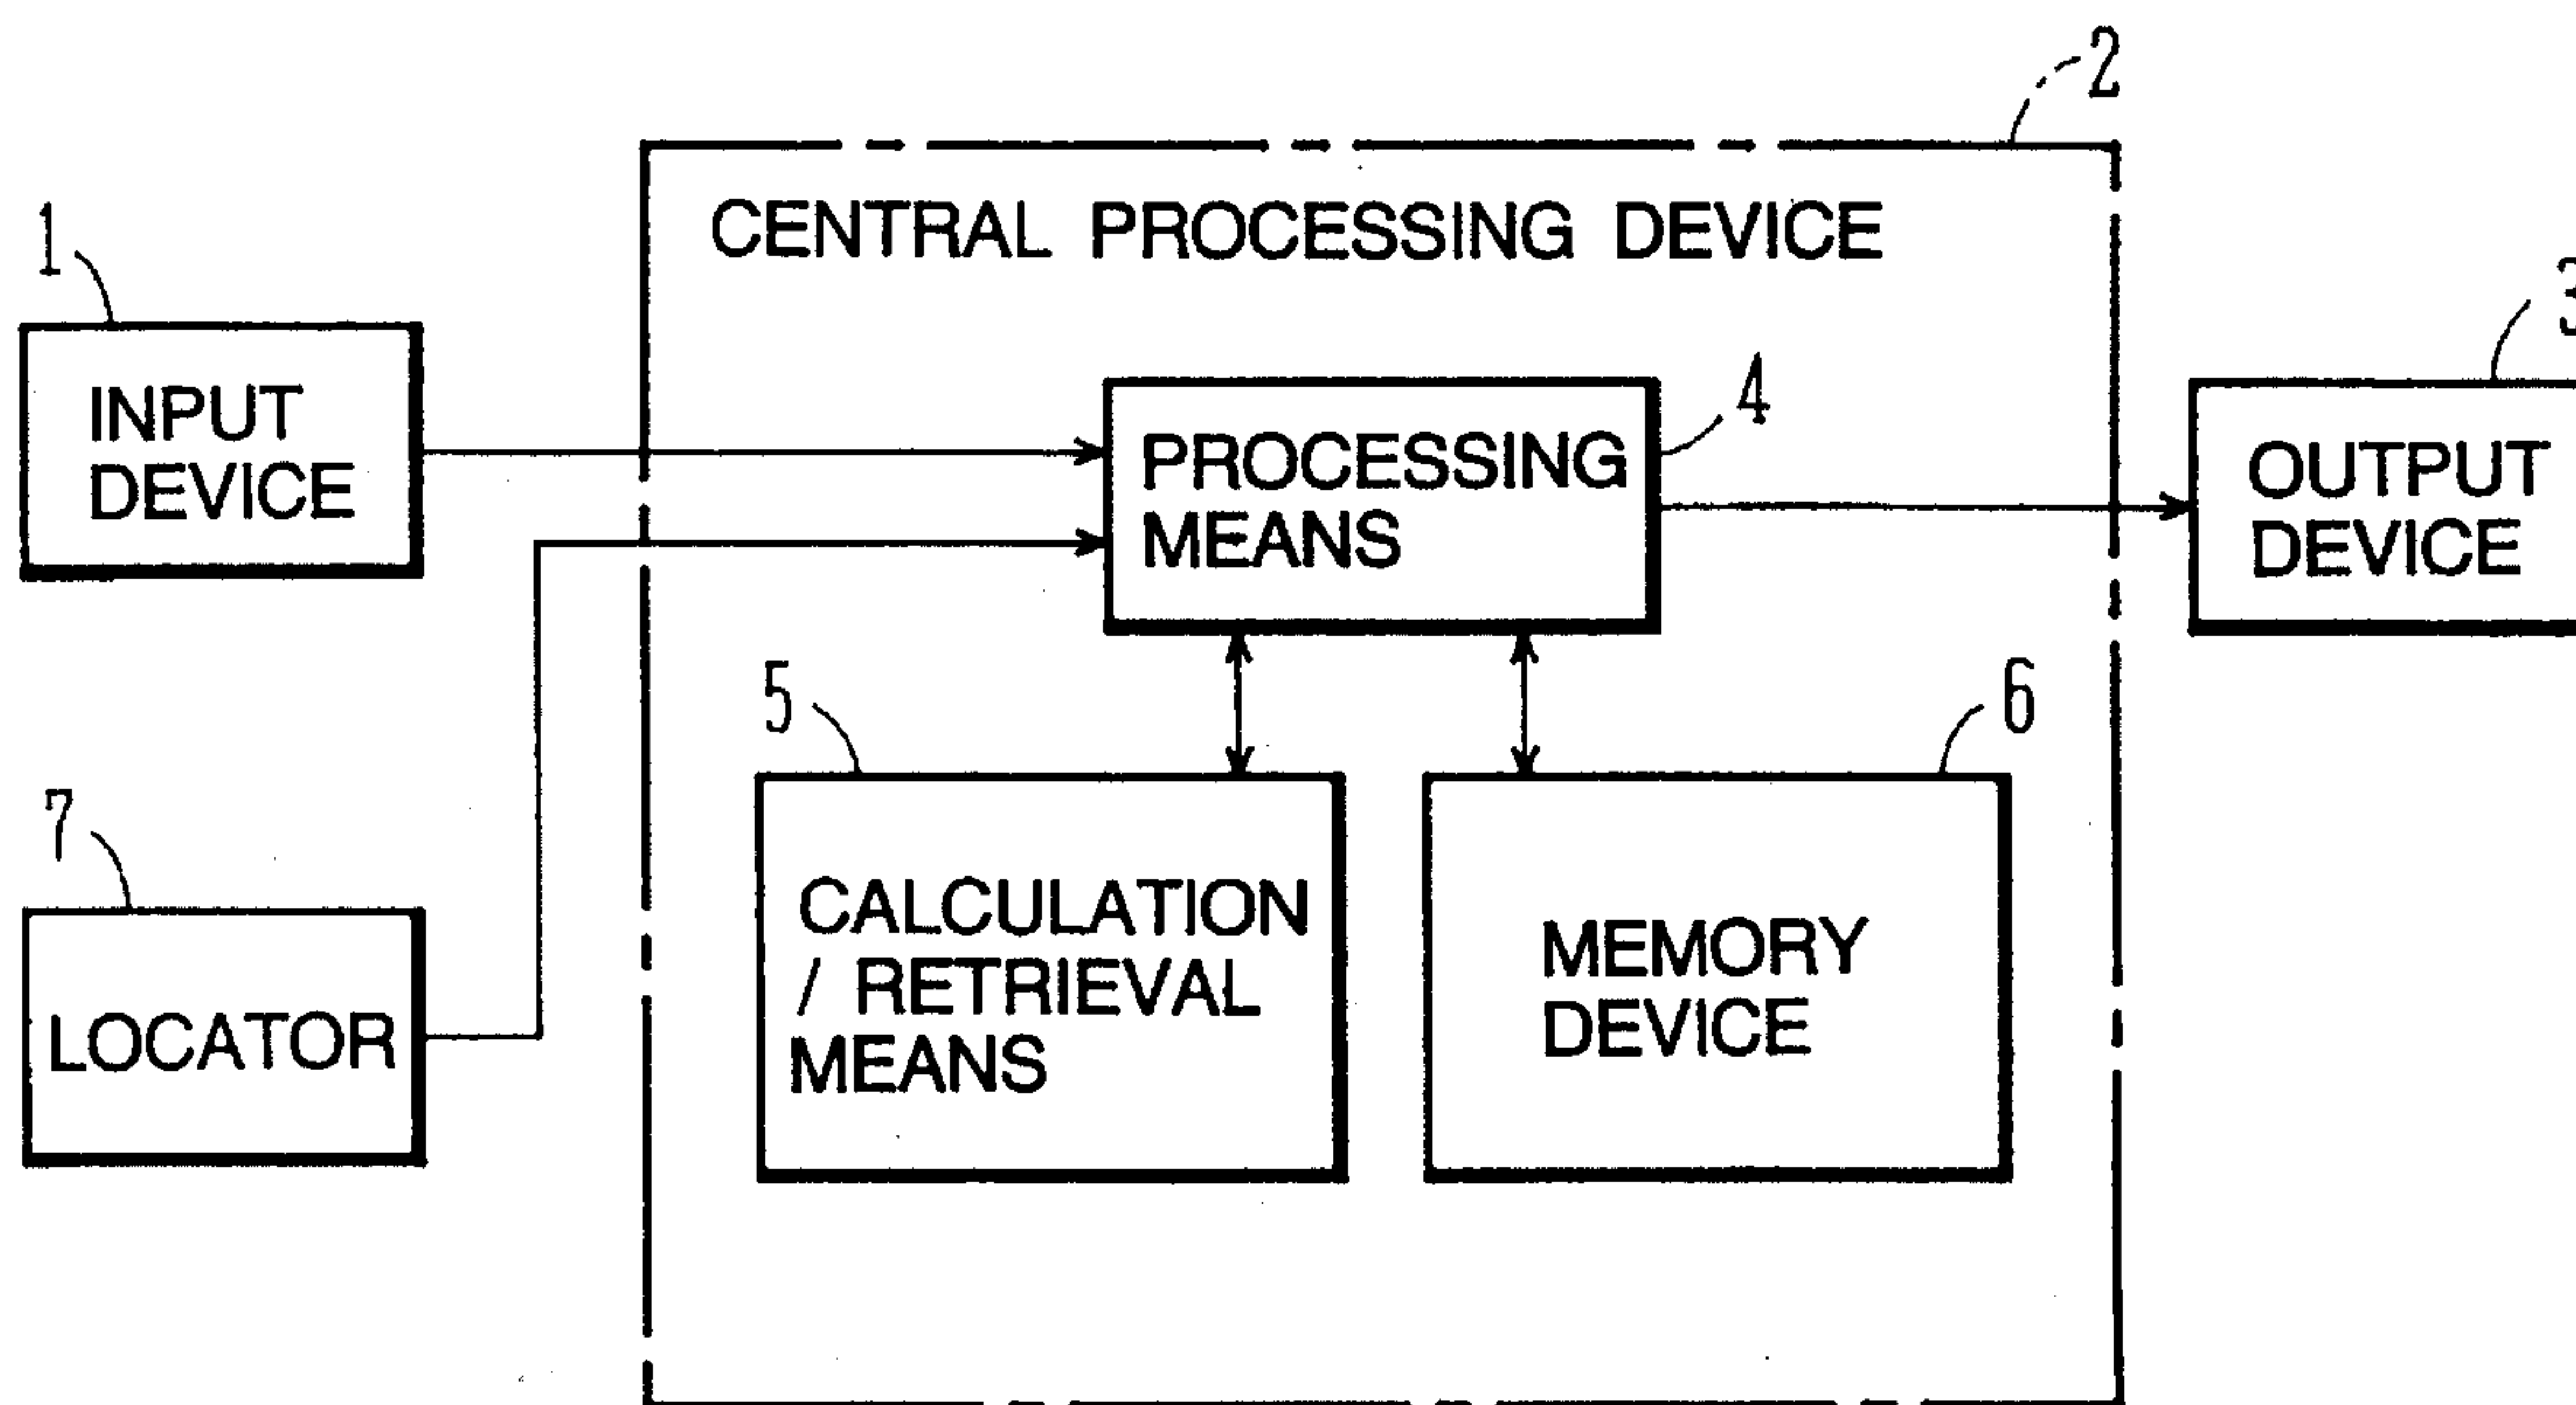 2
CENTRAL PROCESSING DEVICE
1
INPUT
DEVICE
3
4
PROCESSING
MEANS
OUTPUT
DEVICE
5
6
7
CALCULATION
/ RETRIEVAL
MEANS
MEMORY
DEVICE
LOCATOR